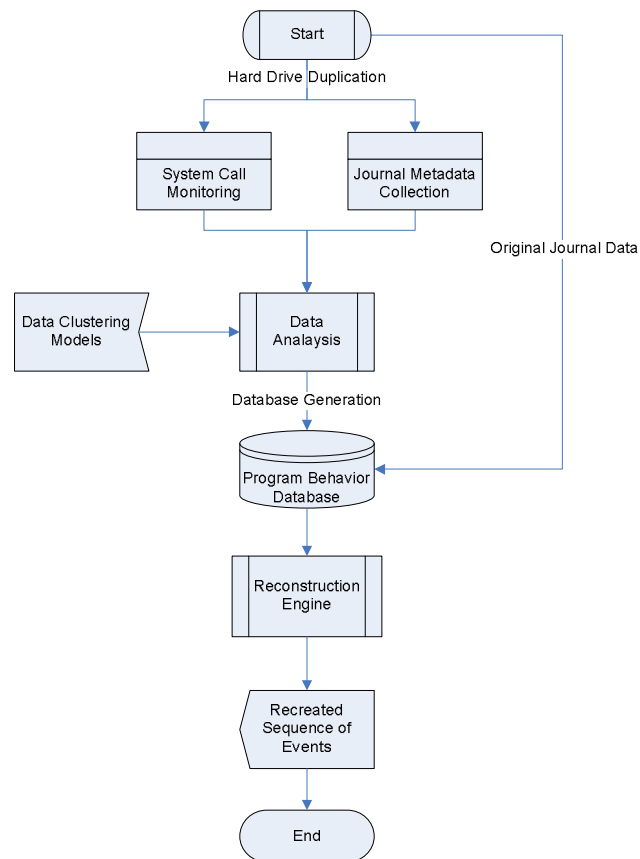 Start
Hard Drive Duplication
System Call
Monitoring
Journal Metadata
Collection
Original Journal Data
Data Clustering
Models
Data
Analaysis
Database Generation
Program Behavior
Database
Reconstruction
Engine
Recreated
Sequence of
Events
End